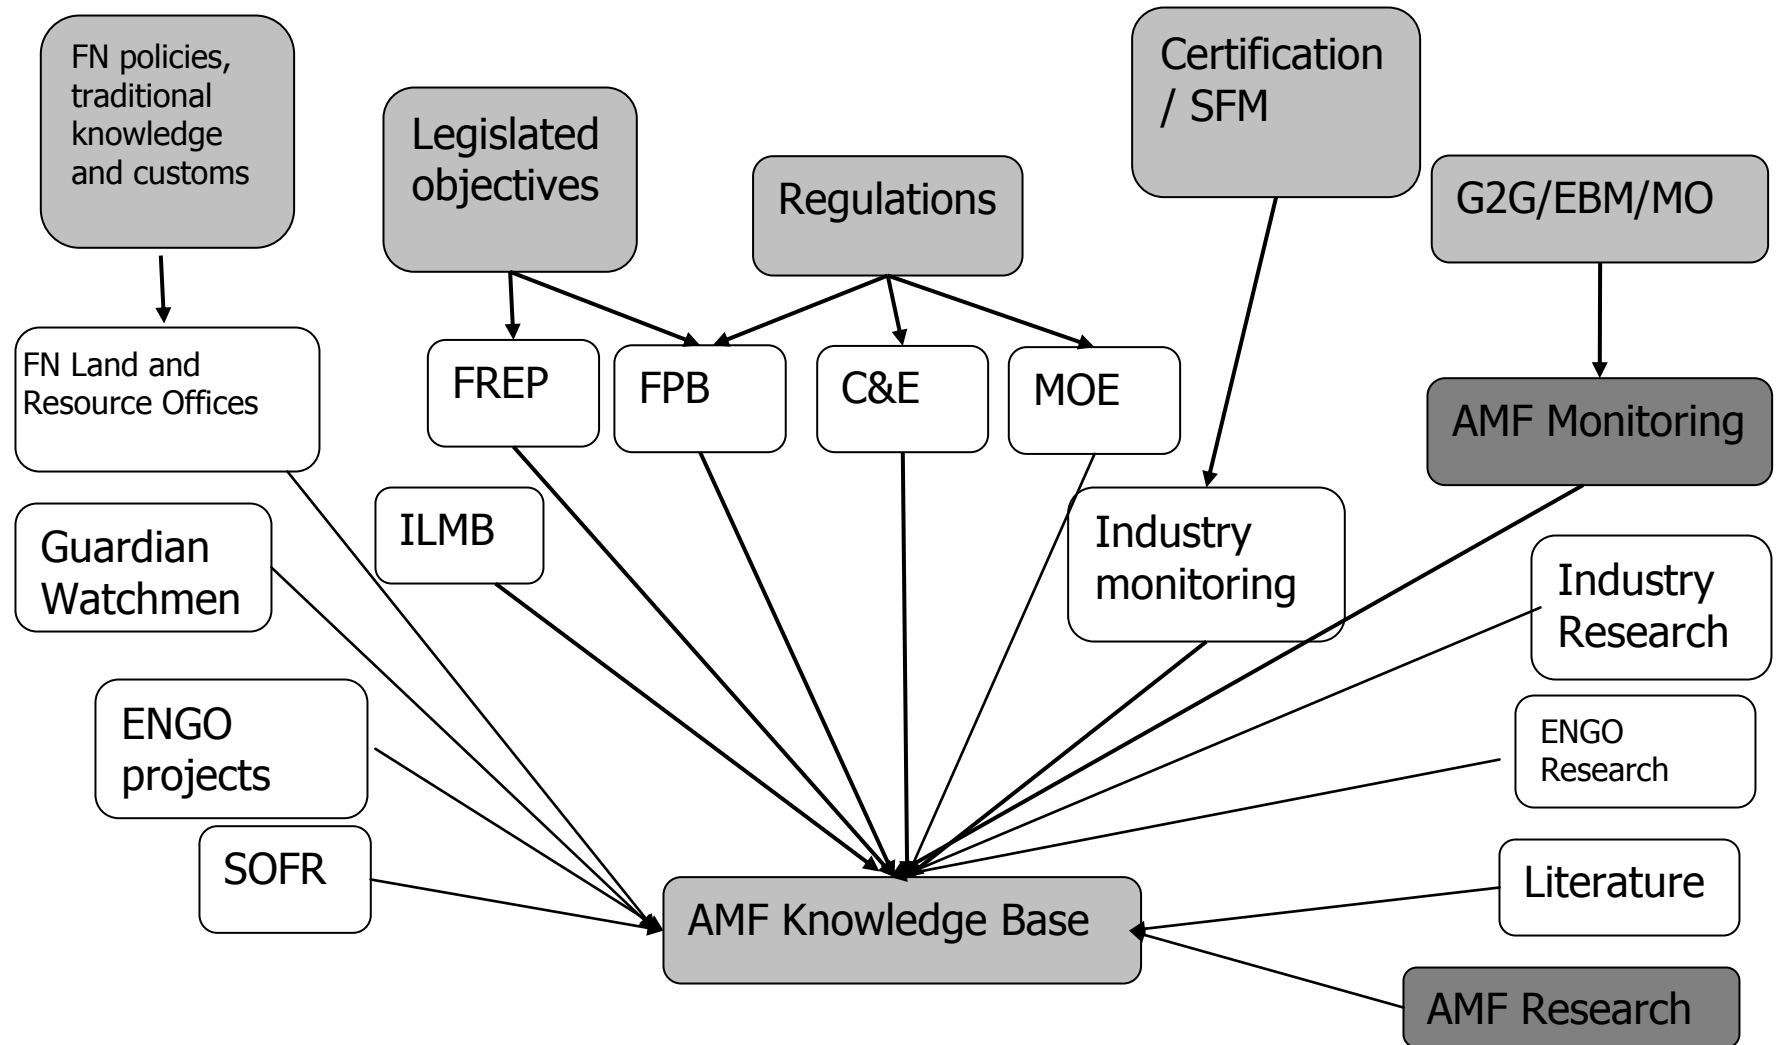 FN policies,
traditional
knowledge
and customs
Legislated
objectives
Regulations
Certification
/ SFM
G2G/EBM/MO
FN Land and
Resource Offices
FREP
FPB
C&E
MOE
AMF Monitoring
Guardian
Watchmen
ILMB
Industry
monitoring
Industry
Research
ENGO
projects
ENGO
Research
SOFR
AMF Knowledge Base
Literature
AMF Research